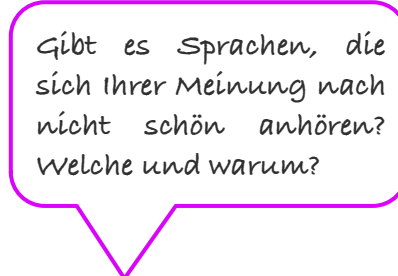 Gibt es Sprachen, die
sich Ihrer Meinung nach
nicht schön anhören?
Welche und warum?